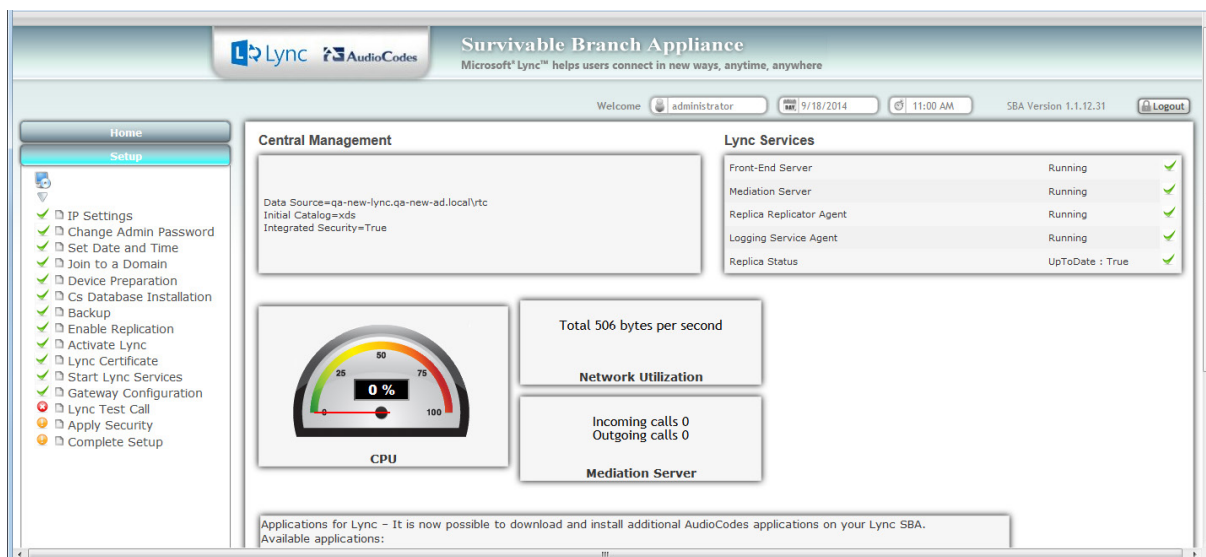 Lync AudioCodes
Survivable Branch Appliance
Microsoft® Lync™ helps users connect in new ways, anytime, anywhere
Welcome administrator 9/18/2014 11:00 AM SBA Version 1.1.12.31 Logout
Home
Setup
IP Settings
Change Admin Password
Set Date and Time
Join to a Domain
Device Preparation
Cs Database Installation
Backup
Enable Replication
Activate Lync
Lync Certificate
Start Lync Services
Gateway Configuration
Lync Test Call
Apply Security
Complete Setup
Central Management
Data Source=qa-new-lync.qa-new-ad.local\rtc
Initial Catalog=xds
Integrated Security=True
Lync Services
Front-End Server Running
Mediation Server Running
Replica Replicator Agent Running
Logging Service Agent Running
Replica Status UpToDate : True
0 25 50 75 100
0 %
CPU
Total 506 bytes per second
Network Utilization
Incoming calls 0
Outgoing calls 0
Mediation Server
Applications for Lync – It is now possible to download and install additional AudioCodes applications on your Lync SBA.
Available applications: